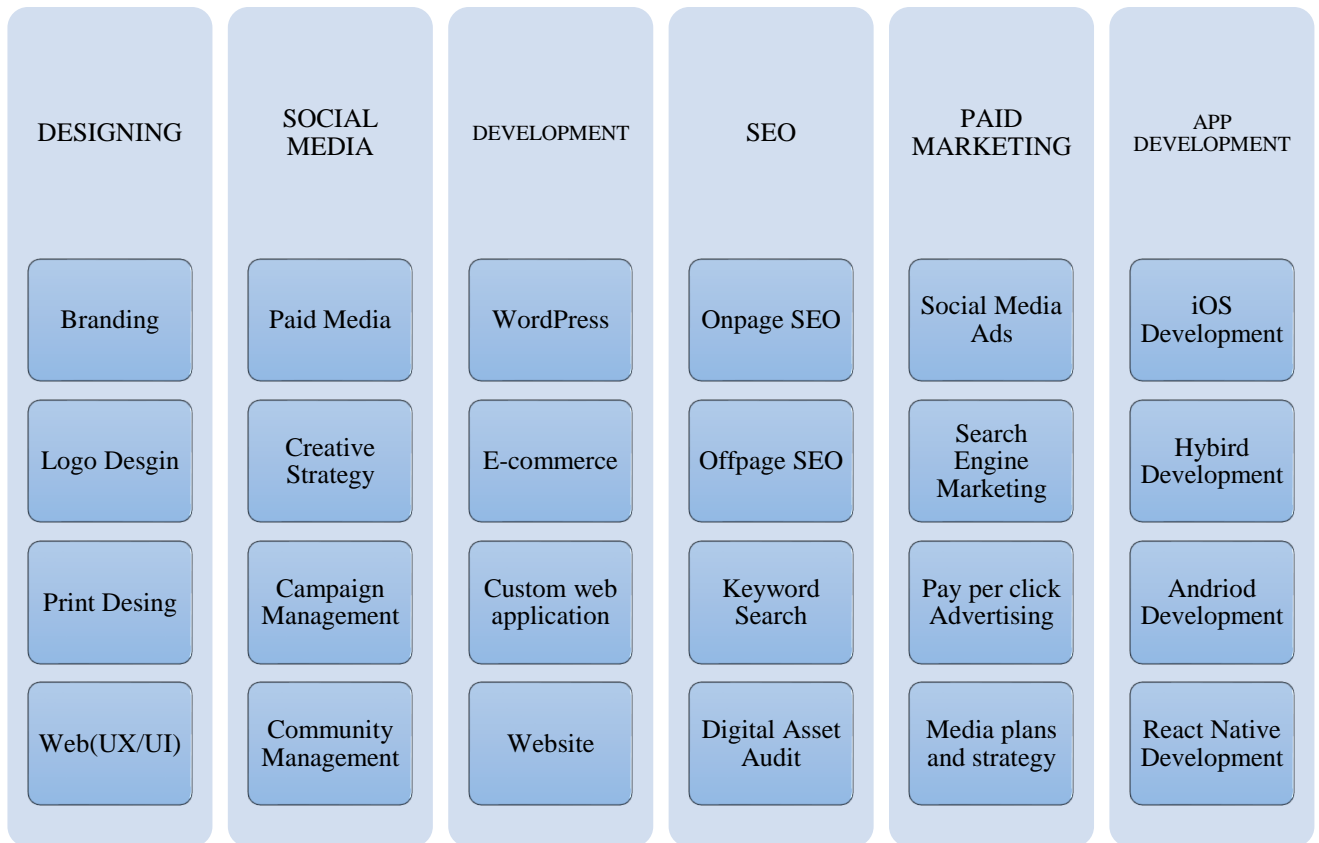 DESIGNING
Branding
Logo Desgin
Print Desing
Web(UX/UI)
SOCIAL
MEDIA
Paid Media
Creative
Strategy
Campaign
Management
Community
Management
DEVELOPMENT
WordPress
E-commerce
Custom web
application
Website
SEO
Onpage SEO
Offpage SEO
Keyword
Search
Digital Asset
Audit
PAID
MARKETING
Social Media
Ads
Search
Engine
Marketing
Pay per click
Advertising
Media plans
and strategy
APP
DEVELOPMENT
iOS
Development
Hybird
Development
Andriod
Development
React Native
Development